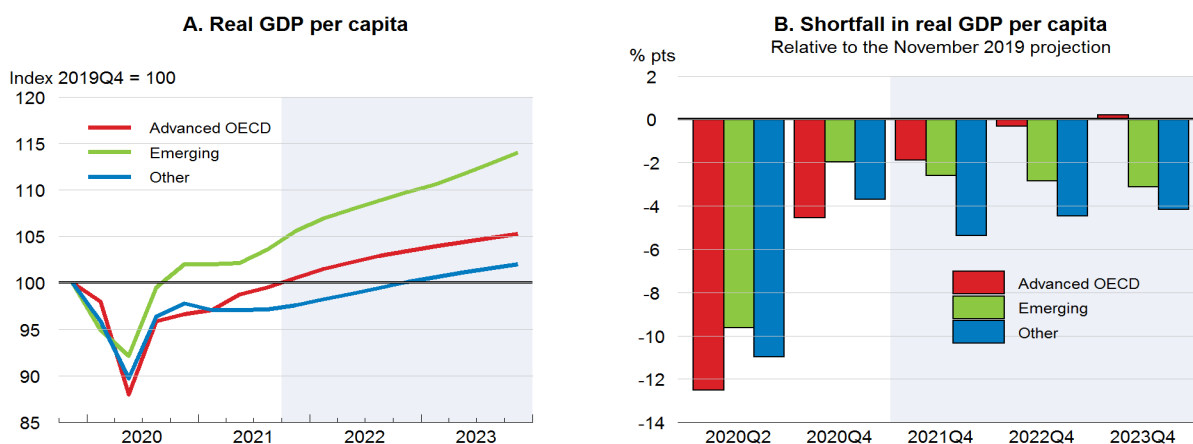 A. Real GDP per capita
Index 2019Q4 = 100
120
115
110
105
100
95
90
85
Advanced OECD
Emerging
Other
2020
2021
2022
2023
B. Shortfall in real GDP per capita
Relative to the November 2019 projection
% pts
2
0
-2
-4
-6
-8
-10
-12
-14
Advanced OECD
Emerging
Other
2020Q2
2020Q4
2021Q4
2022Q4
2023Q4